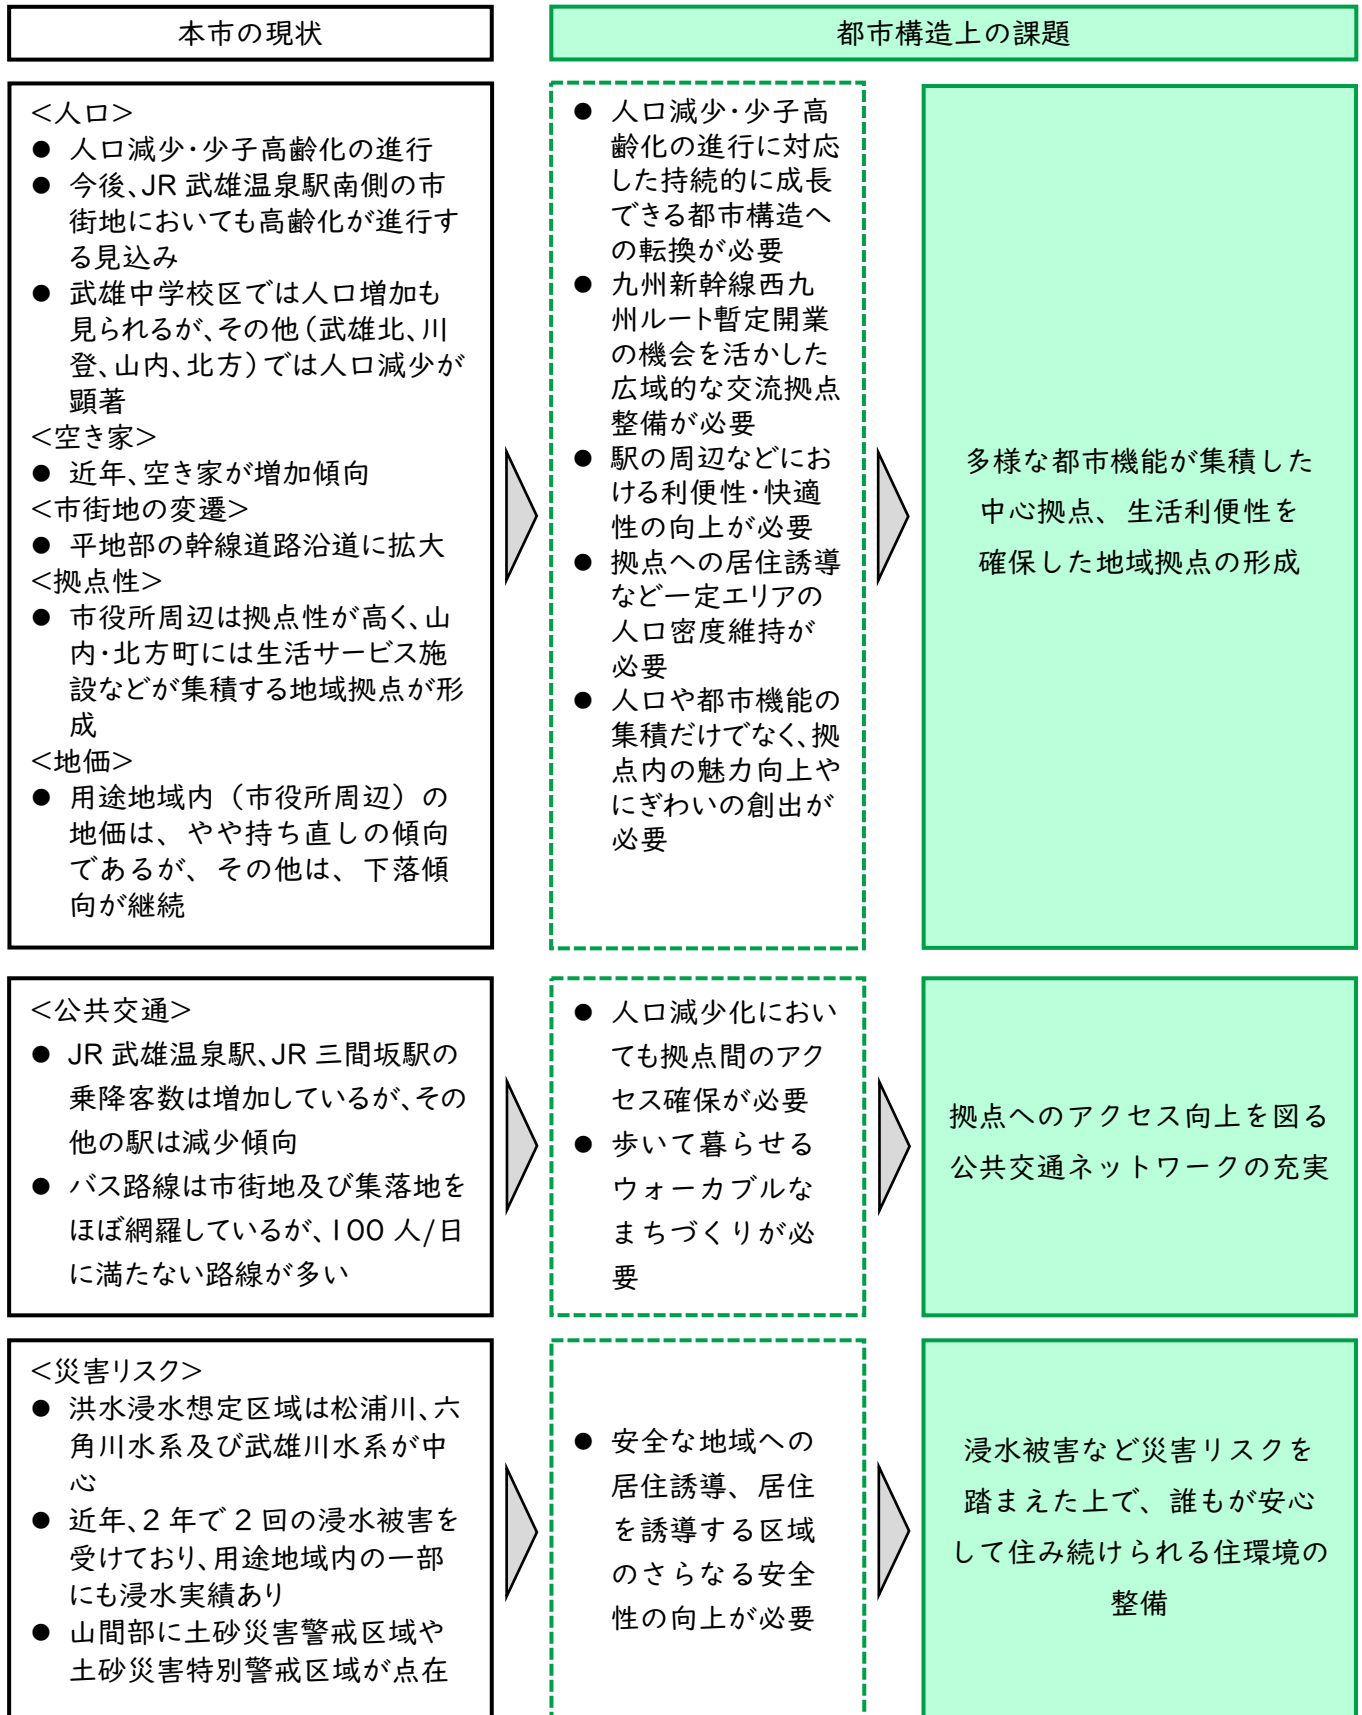 本市の現状
都市構造上の課題
<人口>
● 人口減少・少子高齢化の進行
● 今後、JR 武雄温泉駅南側の市
街地においても高齢化が進行す
る見込み
● 武雄中学校区では人口増加も
見られるが、その他（武雄北、川
登、山内、北方）では人口減少が
顕著
<空き家>
● 近年、空き家が増加傾向
<市街地の変遷>
● 平地部の幹線道路沿道に拡大
<拠点性>
● 市役所周辺は拠点性が高く、山
内・北方町には生活サービス施
設などが集積する地域拠点が形
成
<地価>
● 用途地域内（市役所周辺）の
地価は、やや持ち直しの傾向
であるが、その他は、下落傾
向が継続
● 人口減少・少子高
齢化の進行に対応
した持続的に成長
できる都市構造へ
の転換が必要
● 九州新幹線西九
州ルート暫定開業
の機会を活かした
広域的な交流拠点
整備が必要
● 駅の周辺などにお
ける利便性・快適
性の向上が必要
● 拠点への居住誘導
など一定エリアの
人口密度維持が
必要
● 人口や都市機能の
集積だけでなく、拠
点内の魅力向上や
にぎわいの創出が
必要
多様な都市機能が集積した
中心拠点、生活利便性を
確保した地域拠点の形成
<公共交通>
● JR 武雄温泉駅、JR 三間坂駅の
乗降客数は増加しているが、その
他の駅は減少傾向
● バス路線は市街地及び集落地を
ほぼ網羅しているが、100 人/日
に満たない路線が多い
● 人口減少化におい
ても拠点間のアク
セス確保が必要
● 歩いて暮らせる
ウォーカブルな
まちづくりが必
要
拠点へのアクセス向上を図る
公共交通ネットワークの充実
<災害リスク>
● 洪水浸水想定区域は松浦川、六
角川水系及び武雄川水系が中
心
● 近年、2 年で 2 回の浸水被害を
受けており、用途地域内の一部
にも浸水実績あり
● 山間部に土砂災害警戒区域や
土砂災害特別警戒区域が点在
● 安全な地域への
居住誘導、居住
を誘導する区域
のさらなる安全
性の向上が必要
浸水被害など災害リスクを
踏まえた上で、誰もが安心
して住み続けられる住環境の
整備